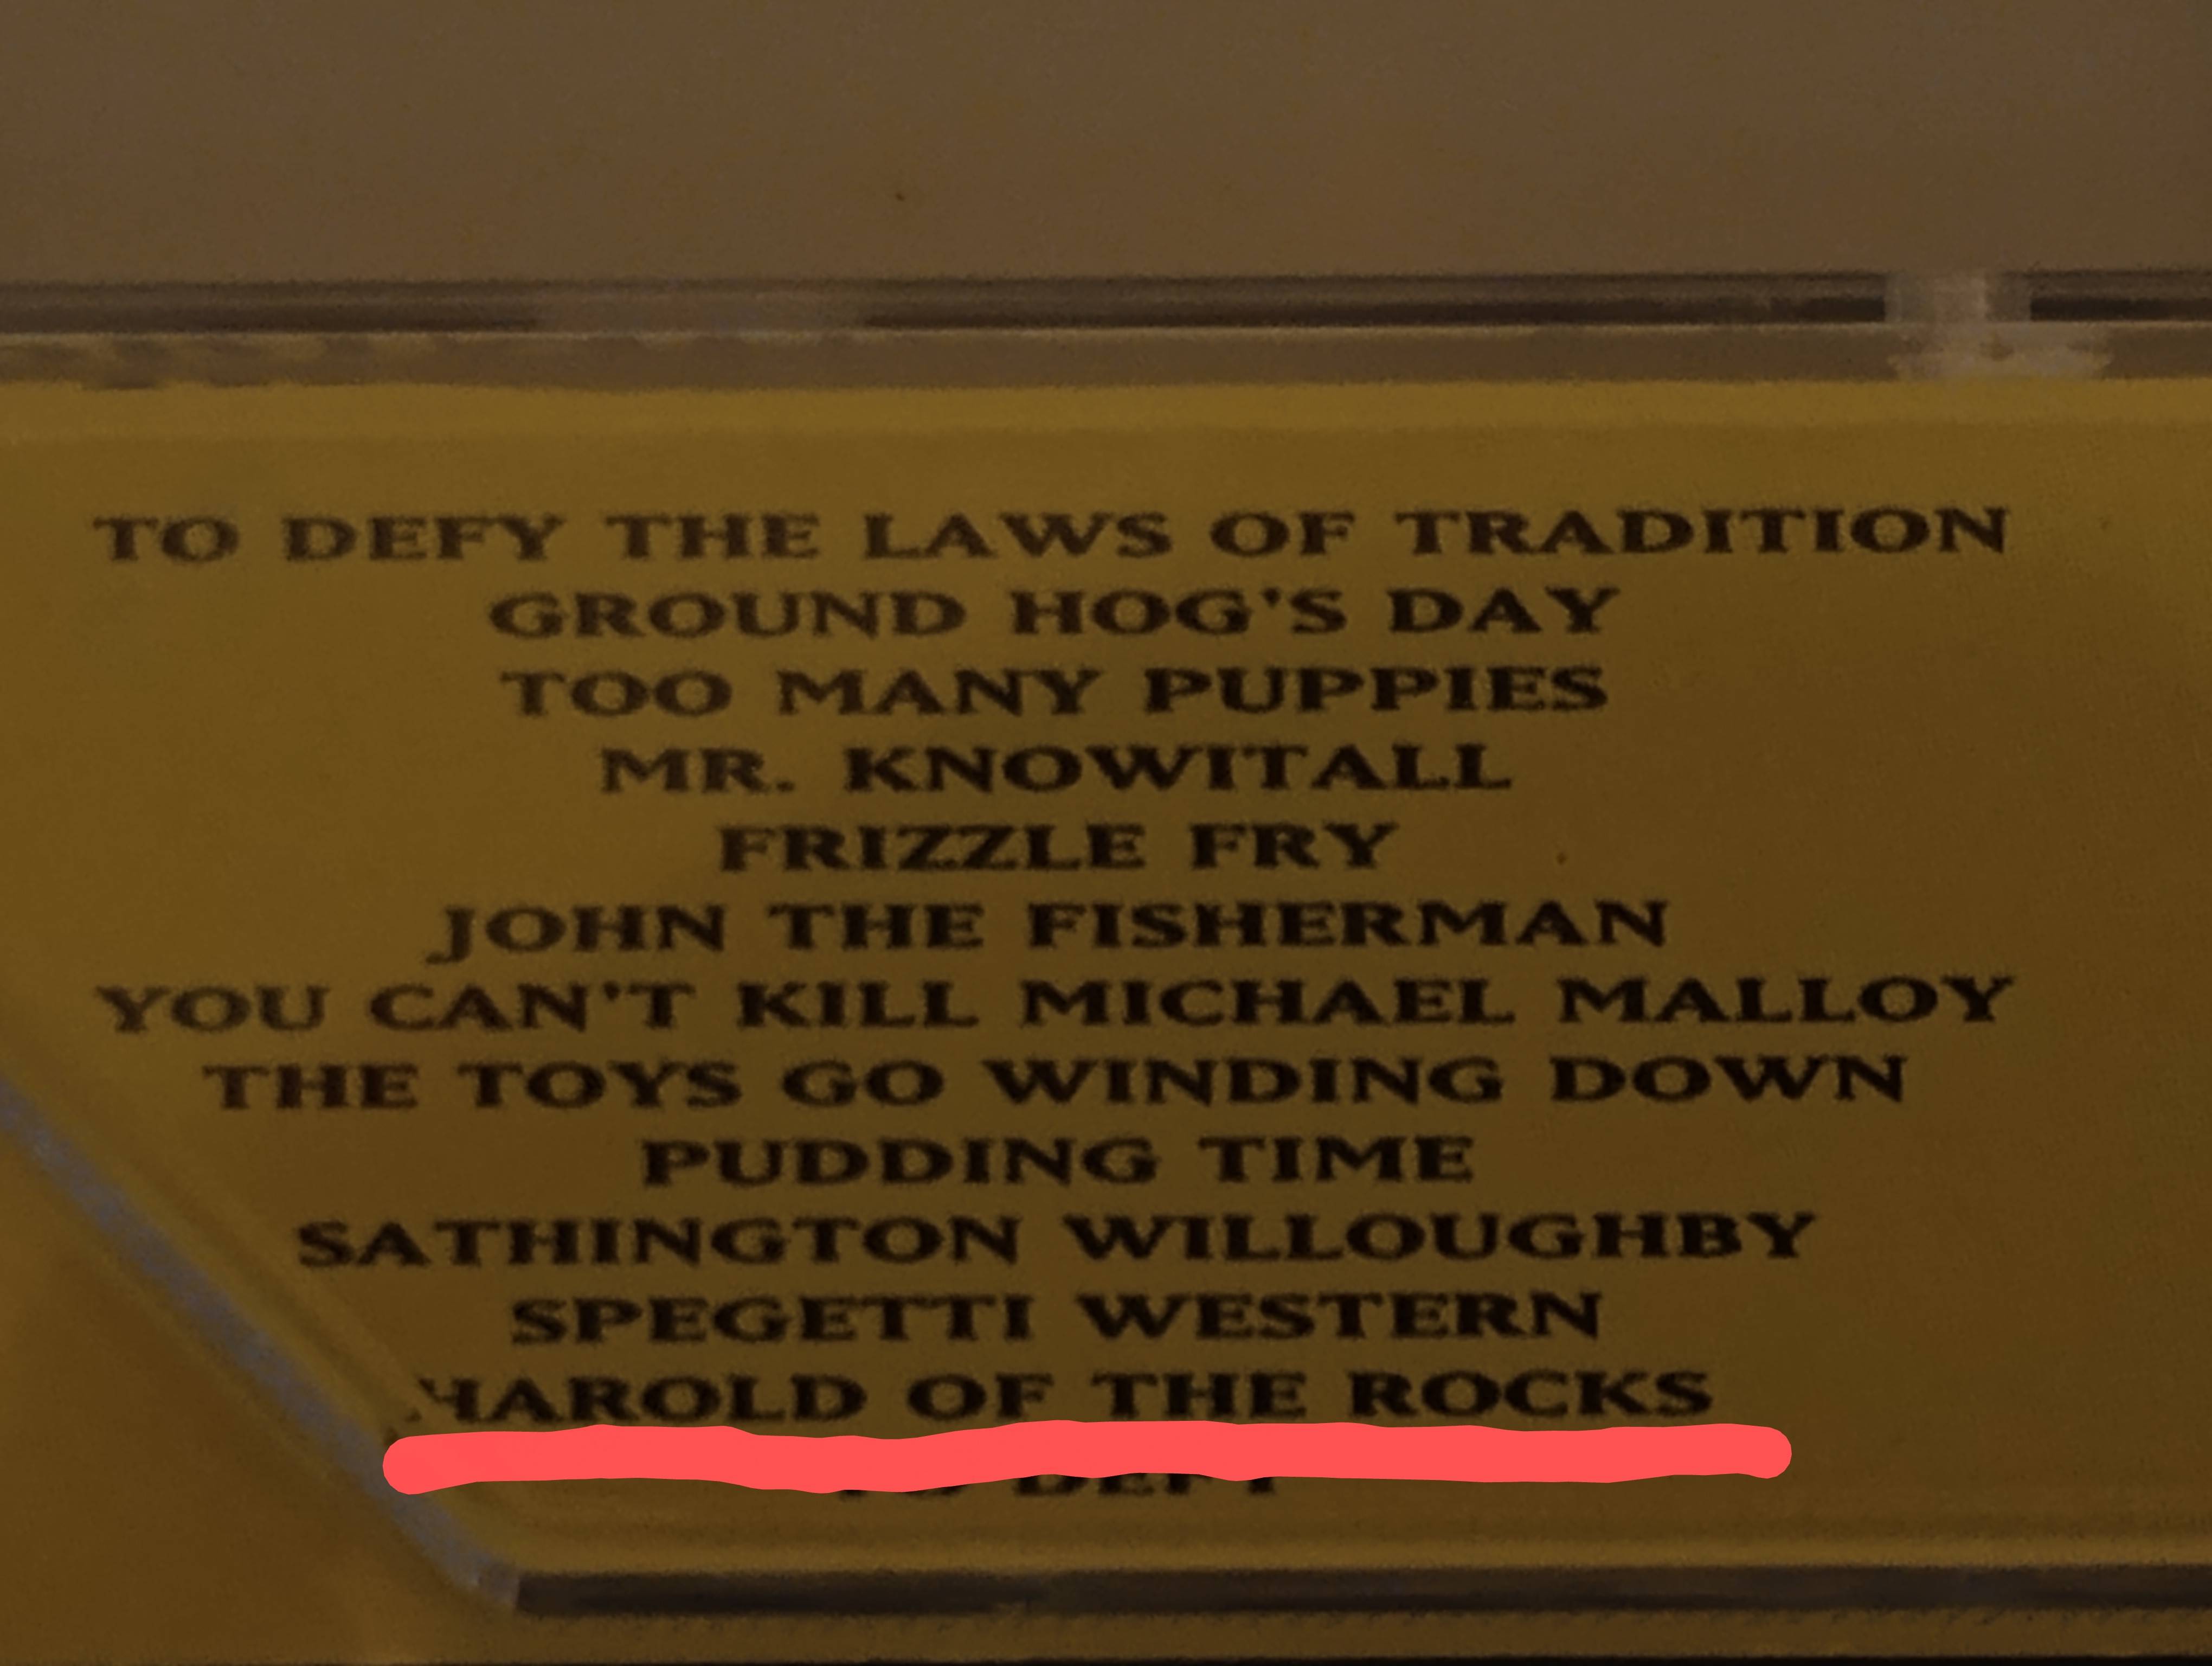 TO DEFY THE LAWS OF TRADITION
GROUND HOG'S DAY
TOO MANY PUPPIES
MR. KNOWITALL
FRIZZLE FRY
JOHN THE FISHERMAN
YOU CAN'T KILL MICHAEL MALLOY
THE TOYS GO WINDING DOWN
PUDDING TIME
SATHINGTON WILLOUGHBY
SPEGETTI WESTERN
HAROLD OF THE ROCKS